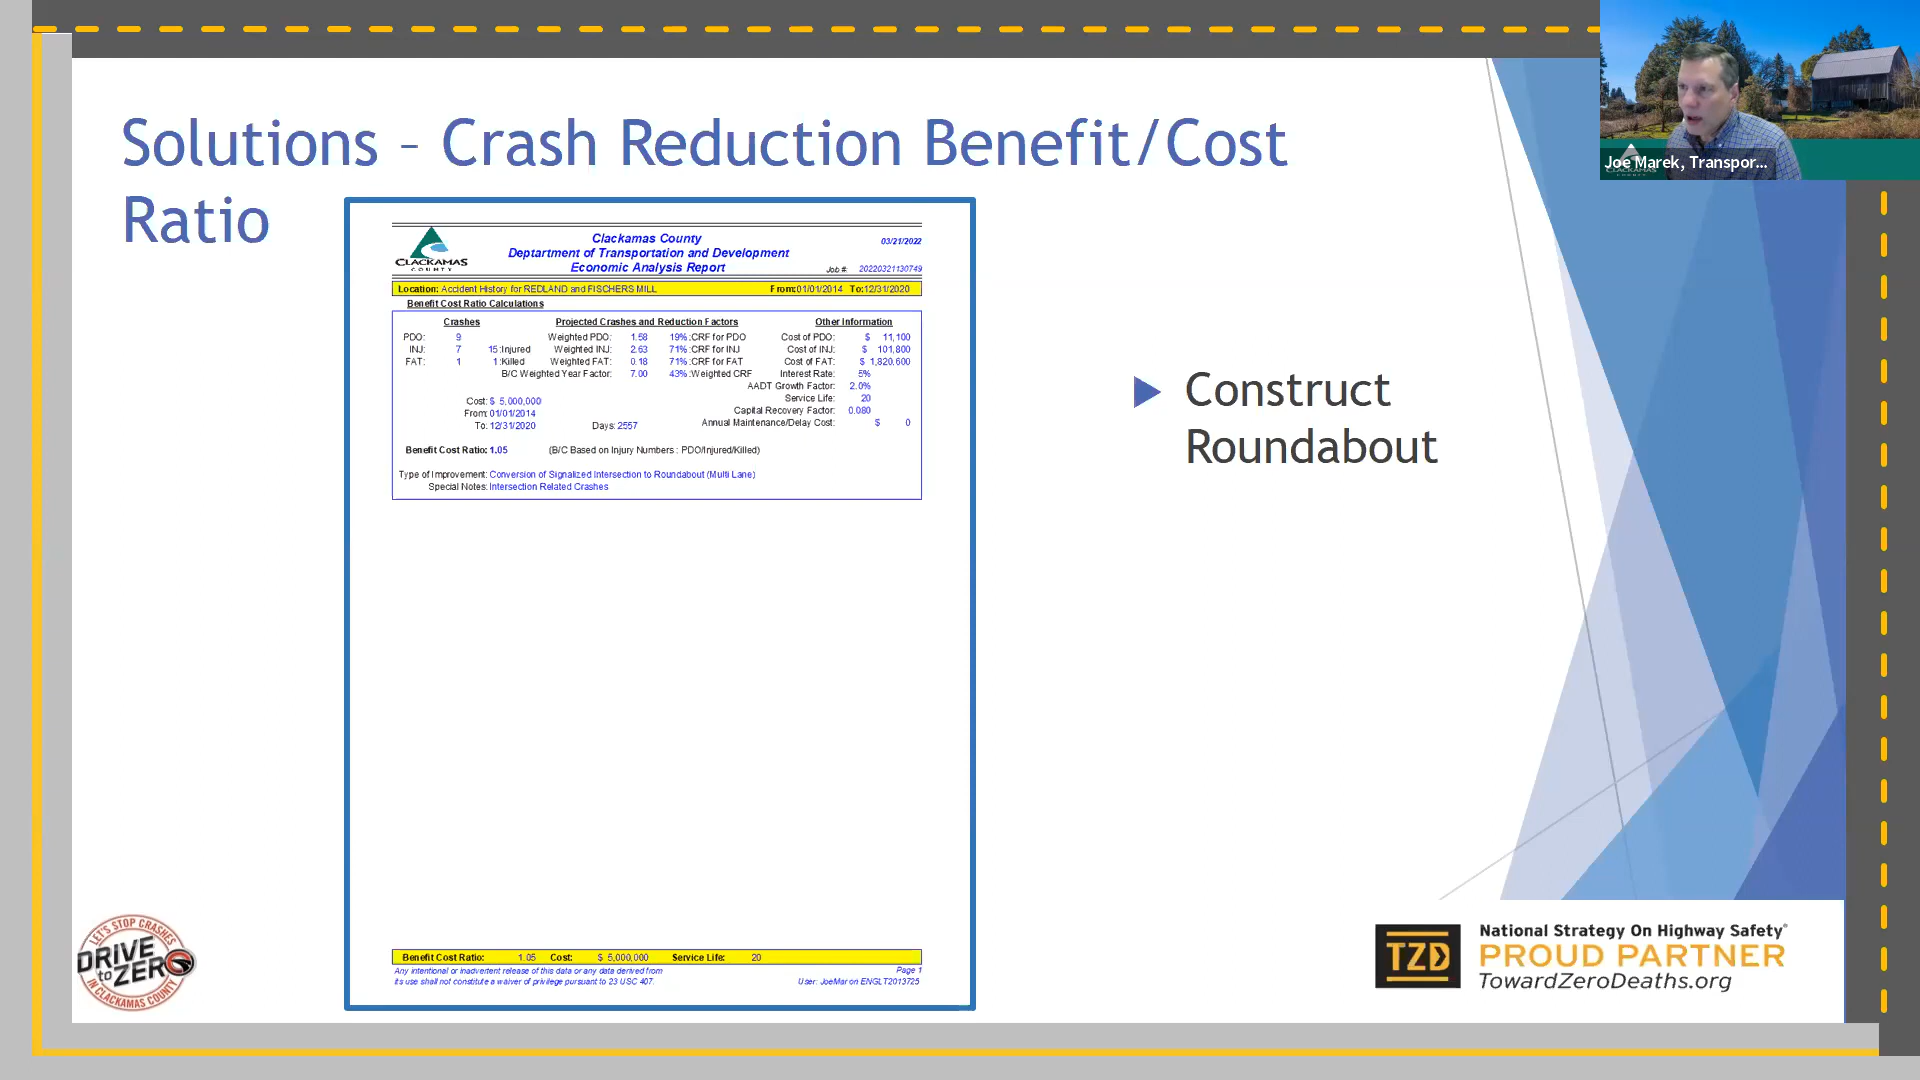 Solutions – Crash Reduction Benefit/Cost
Ratio
Joe Marek, Transpor...
CLACKAMAS
COUNTY
Clackamas County
Deptartment of Transportation and Development
Economic Analysis Report
03/21/2022
Job #: 20220321130749
Location: Accident History for REDLAND and FISCHERS MILL From:01/01/2014 To:12/31/2020
Benefit Cost Ratio Calculations
Crashes Projected Crashes and Reduction Factors Other Information
PDO: 9 Weighted PDO: 1.58 19% :CRF for PDO Cost of PDO: $ 11,100
INJ: 7 15 :Injured Weighted INJ: 2.63 71% :CRF for INJ Cost of INJ: $ 101,800
FAT: 1 1 :Killed Weighted FAT: 0.18 71% :CRF for FAT Cost of FAT: $ 1,820,600
B/C Weighted Year Factor: 7.00 43% :Weighted CRF Interest Rate: 5%
AADT Growth Factor: 2.0%
Service Life: 20
Cost: $ 5,000,000 Capital Recovery Factor: 0.080
From: 01/01/2014
To: 12/31/2020 Days: 2557 Annual Maintenance/Delay Cost: $ 0
Benefit Cost Ratio: 1.05 (B/C Based on Injury Numbers : PDO/Injured/Killed)
Type of Improvement: Conversion of Signalized Intersection to Roundabout (Multi Lane)
Special Notes: Intersection Related Crashes
Construct
Roundabout
Benefit Cost Ratio: 1.05 Cost: $ 5,000,000 Service Life: 20
Any intentional or inadvertent release of this data or any data derived from Page 1
its use shall not constitute a waiver of privilege pursuant to 23 USC 407. User: JoeMar on ENGLT2013725
LET'S STOP CRASHES
DRIVE
to ZERO
IN CLACKAMAS COUNTY
TZD
National Strategy On Highway Safety
PROUD PARTNER
TowardZeroDeaths.org